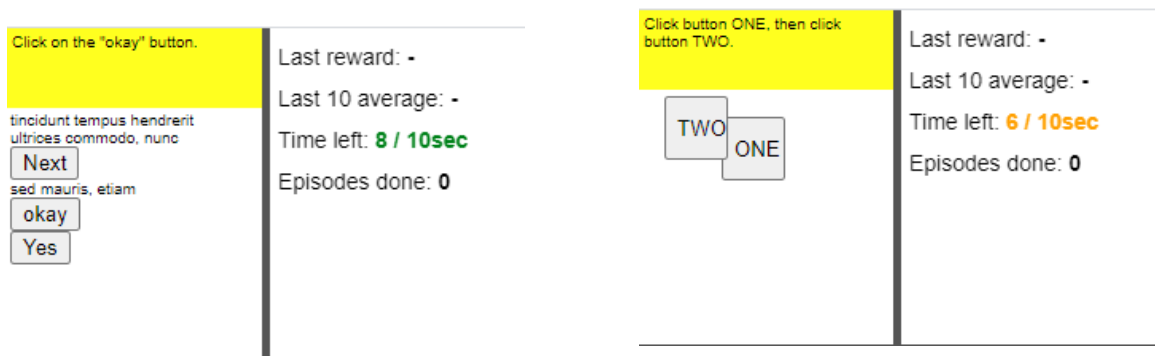 Click on the "okay" button.
tincidunt tempus hendrerit
ultrices commodo, nunc
Next
sed mauris, etiam
okay
Yes
Last reward: -
Last 10 average: -
Time left: 8 / 10sec
Episodes done: 0
Click button ONE, then click
button TWO.
TWO
ONE
Last reward: -
Last 10 average: -
Time left: 6 / 10sec
Episodes done: 0